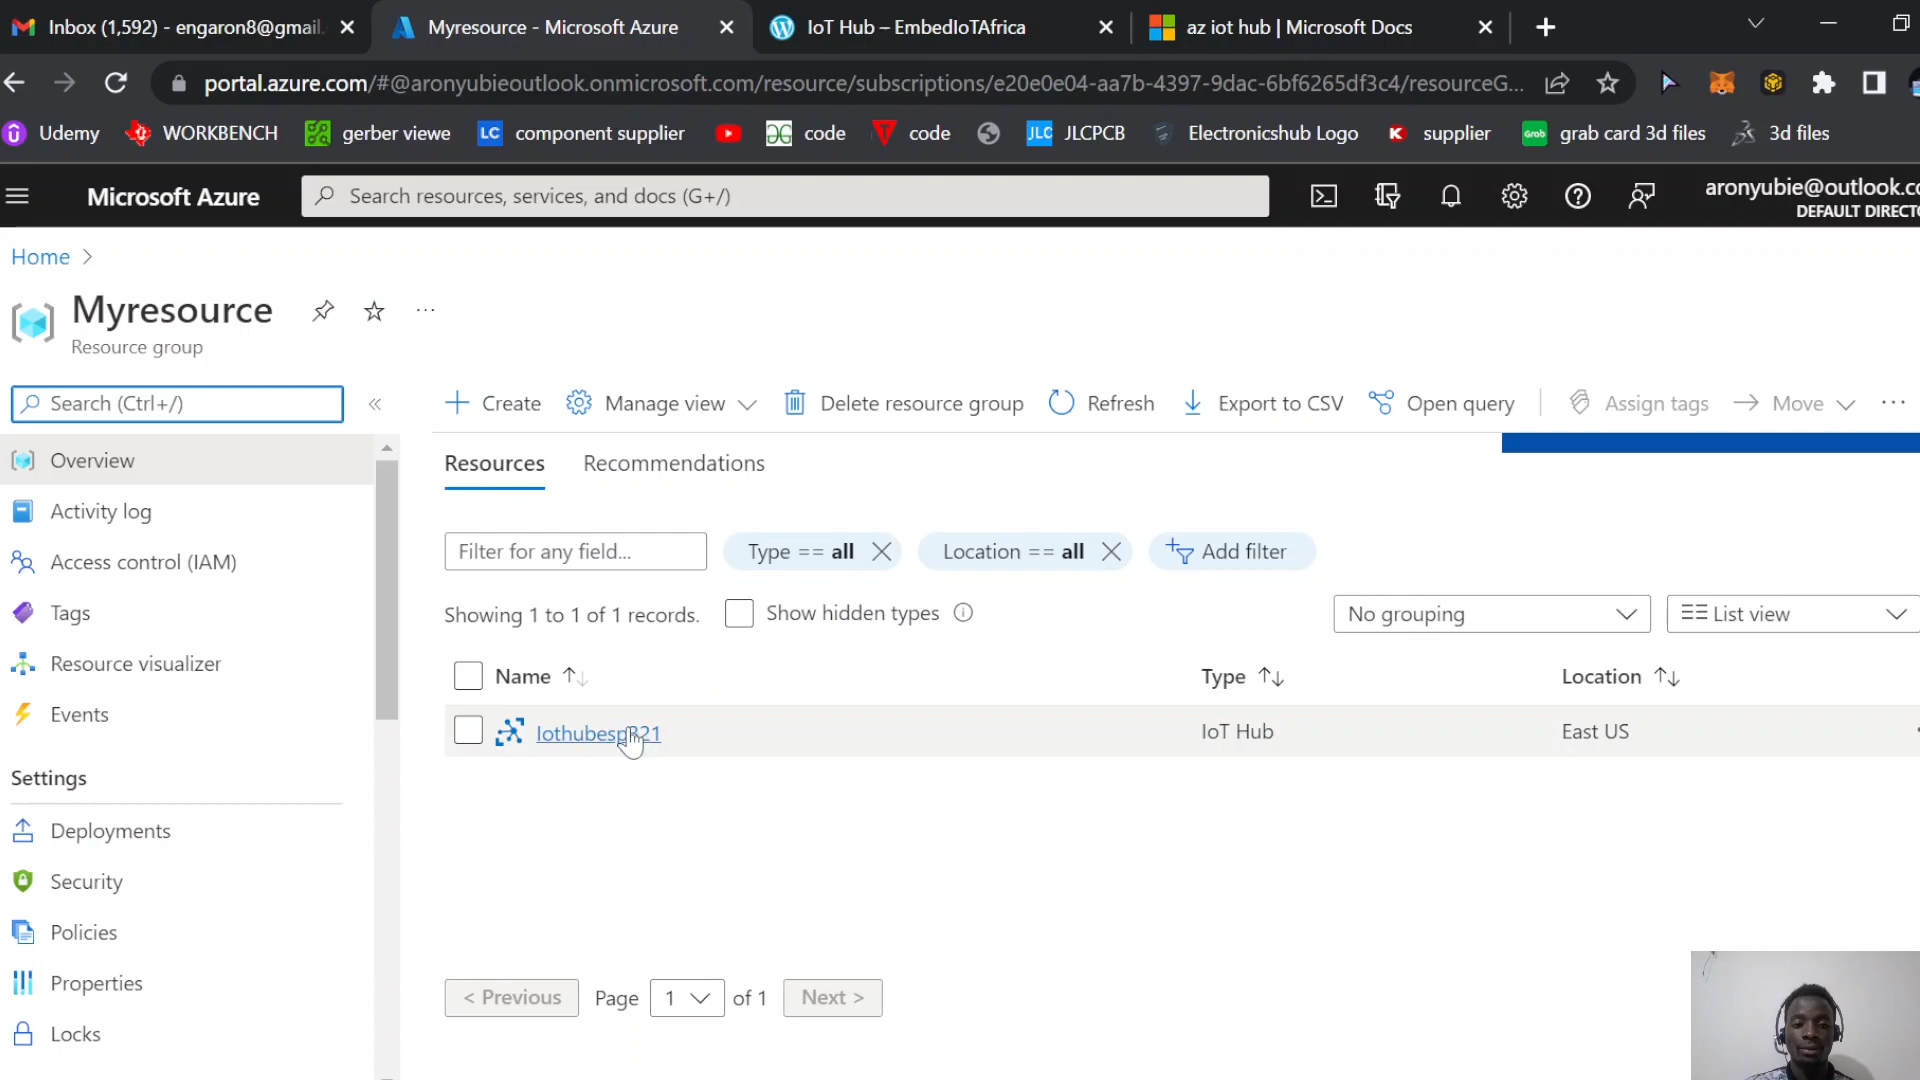 Inbox (1,592) - engaron8@gmail.
Myresource - Microsoft Azure
IoT Hub – EmbedIoTAfrica
az iot hub | Microsoft Docs
portal.azure.com/#@aronyubieoutlook.onmicrosoft.com/resource/subscriptions/e20e0e04-aa7b-4397-9dac-6bf6265df3c4/resourceG...
Udemy
WORKBENCH
gerber viewe
LC component supplier
code
code
JLC JLCPCB
Electronicshub Logo
K supplier
Grab grab card 3d files
3d files
Microsoft Azure
Search resources, services, and docs (G+/)
aronyubie@outlook.co
DEFAULT DIRECTO
Home >
Myresource
...
Resource group
Search (Ctrl+/)
«
Create
Manage view
Delete resource group
Refresh
Export to CSV
Open query
Assign tags
Move
...
Overview
Activity log
Access control (IAM)
Tags
Resource visualizer
Events
Settings
Deployments
Security
Policies
Properties
Locks
Resources
Recommendations
Filter for any field...
Type == all
Location == all
Add filter
Showing 1 to 1 of 1 records.
Show hidden types
No grouping
List view
Name
Type
Location
IoT Hub
East US
< Previous
Page
1
of 1
Next >